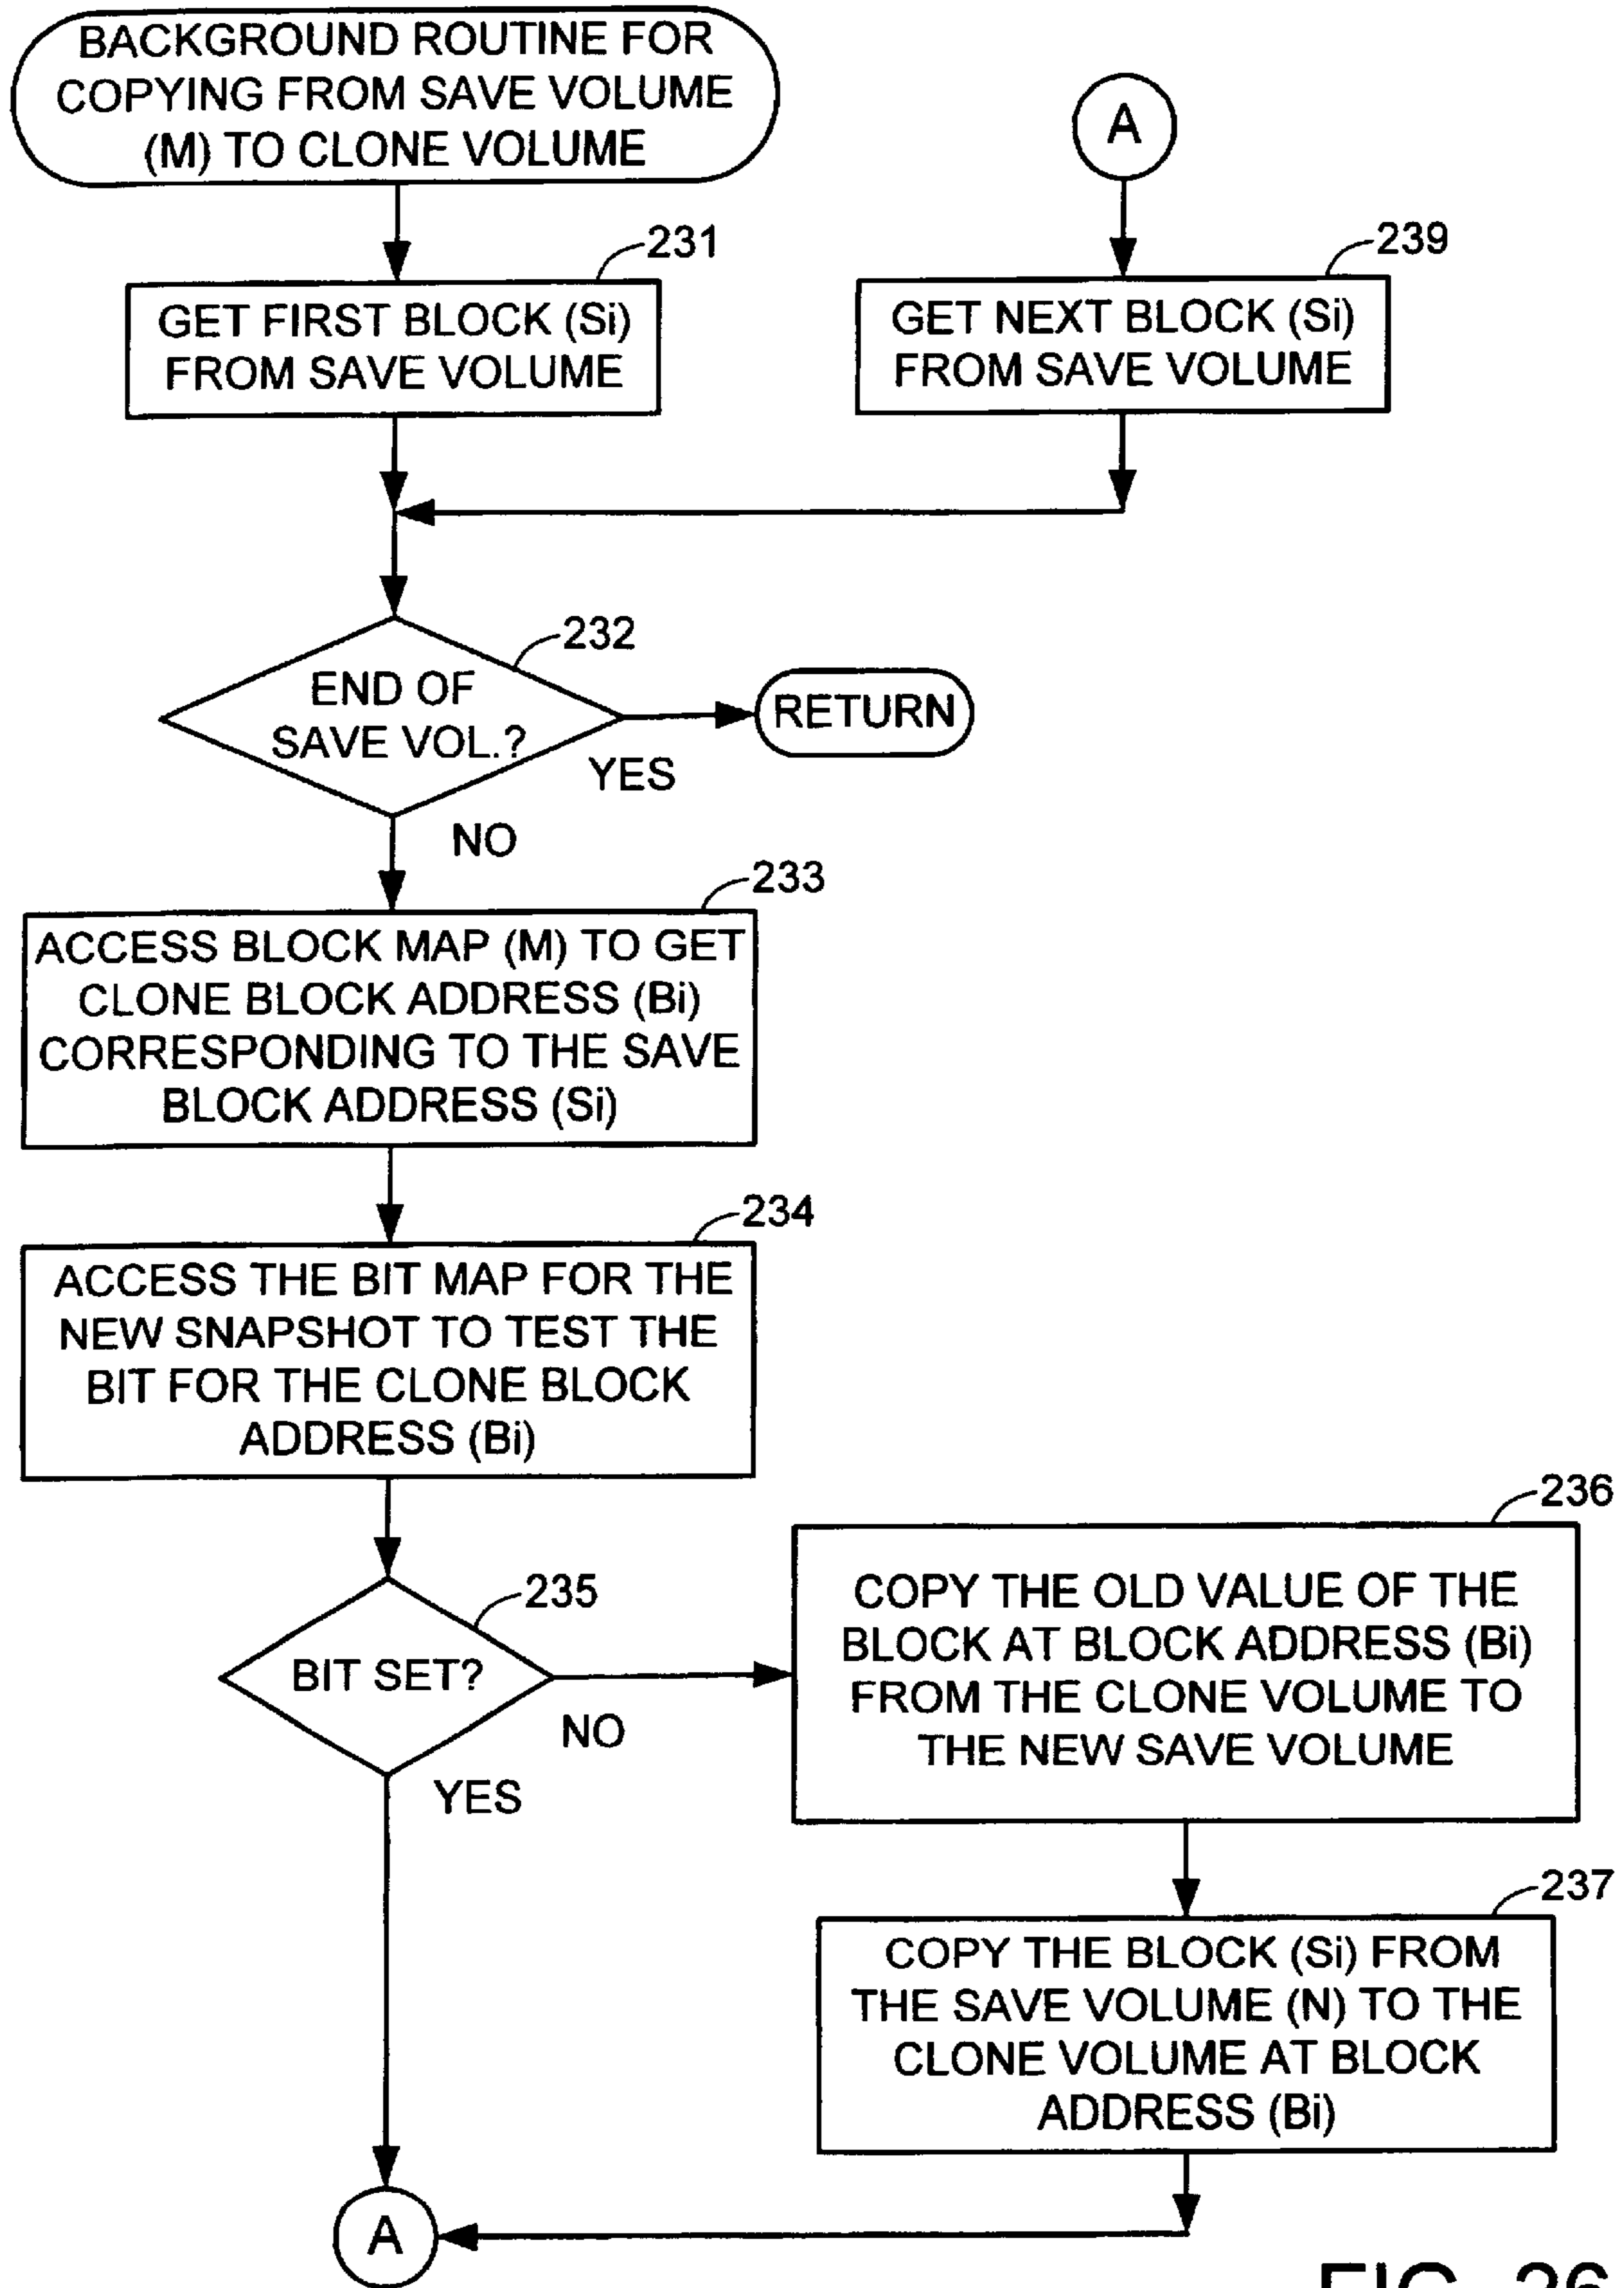 BACKGROUND ROUTINE FOR
COPYING FROM SAVE VOLUME
(M) TO CLONE VOLUME
231
GET FIRST BLOCK (Si)
FROM SAVE VOLUME
A
239
GET NEXT BLOCK (Si)
FROM SAVE VOLUME
232
END OF
SAVE VOL.?
YES
RETURN
NO
233
ACCESS BLOCK MAP (M) TO GET
CLONE BLOCK ADDRESS (Bi)
CORRESPONDING TO THE SAVE
BLOCK ADDRESS (Si)
234
ACCESS THE BIT MAP FOR THE
NEW SNAPSHOT TO TEST THE
BIT FOR THE CLONE BLOCK
ADDRESS (Bi)
235
BIT SET?
NO
YES
236
COPY THE OLD VALUE OF THE
BLOCK AT BLOCK ADDRESS (Bi)
FROM THE CLONE VOLUME TO
THE NEW SAVE VOLUME
237
COPY THE BLOCK (Si) FROM
THE SAVE VOLUME (N) TO THE
CLONE VOLUME AT BLOCK
ADDRESS (Bi)
A
FIG. 26